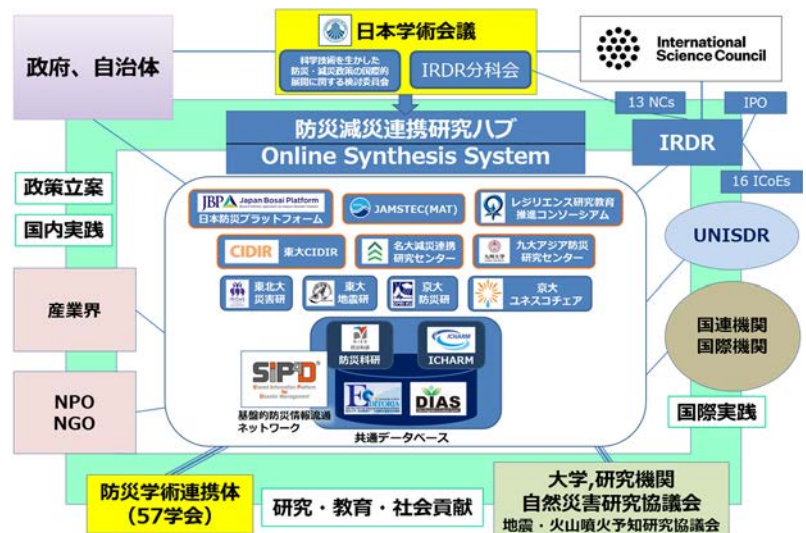 日本学術会議
科学技術を生かした
防災・減災政策の国際的
展開に関する検討委員会
IRDR分科会
政府、自治体
International
Science Council
13 NCs
IPO
IRDR
16 ICoEs
防災減災連携研究ハブ
Online Synthesis System
政策立案
国内実践
JBP Japan Bosai Platform
日本防災プラットフォーム
JAMSTEC(MAT)
レジリエンス研究教育
推進コンソーシアム
CIDIR 東大CIDIR
名大減災連携
研究センター
九大アジア防災
研究センター
東北大
災害研
東大
地震研
京大
防災研
京大
ユネスコチェア
UNISDR
産業界
国連機関
国際機関
防災科研
ICHARM
ICHARM
SIP4D
Shared Information Platform
for
Disaster Management
基盤的防災情報流通
ネットワーク
EDITORIA
DIAS
共通データベース
NPO
NGO
国際実践
防災学術連携体
(57学会)
研究・教育・社会貢献
大学,研究機関
自然災害研究協議会
地震・火山噴火予知研究協議会